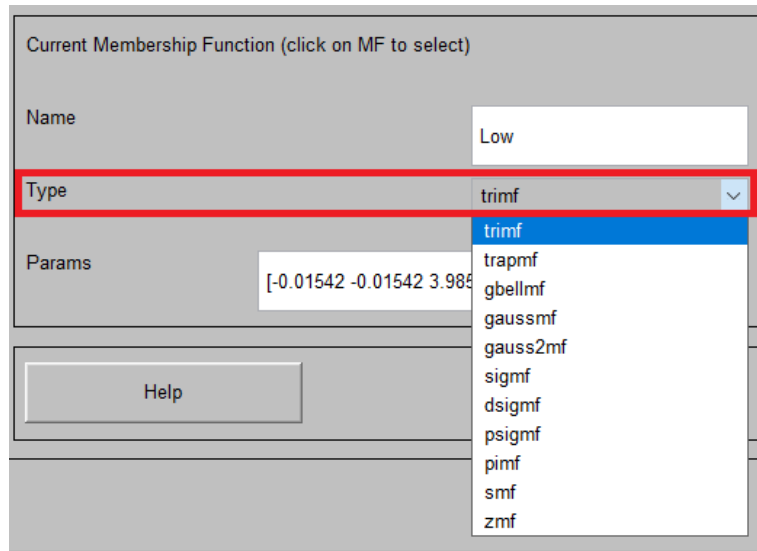 Current Membership Function (click on MF to select)
Name
Low
Type
trimf
trimf
Params
[-0.01542 -0.01542 3.985
trapmf
gbellmf
gaussmf
gauss2mf
sigmf
dsigmf
psigmf
pimf
smf
zmf
Help